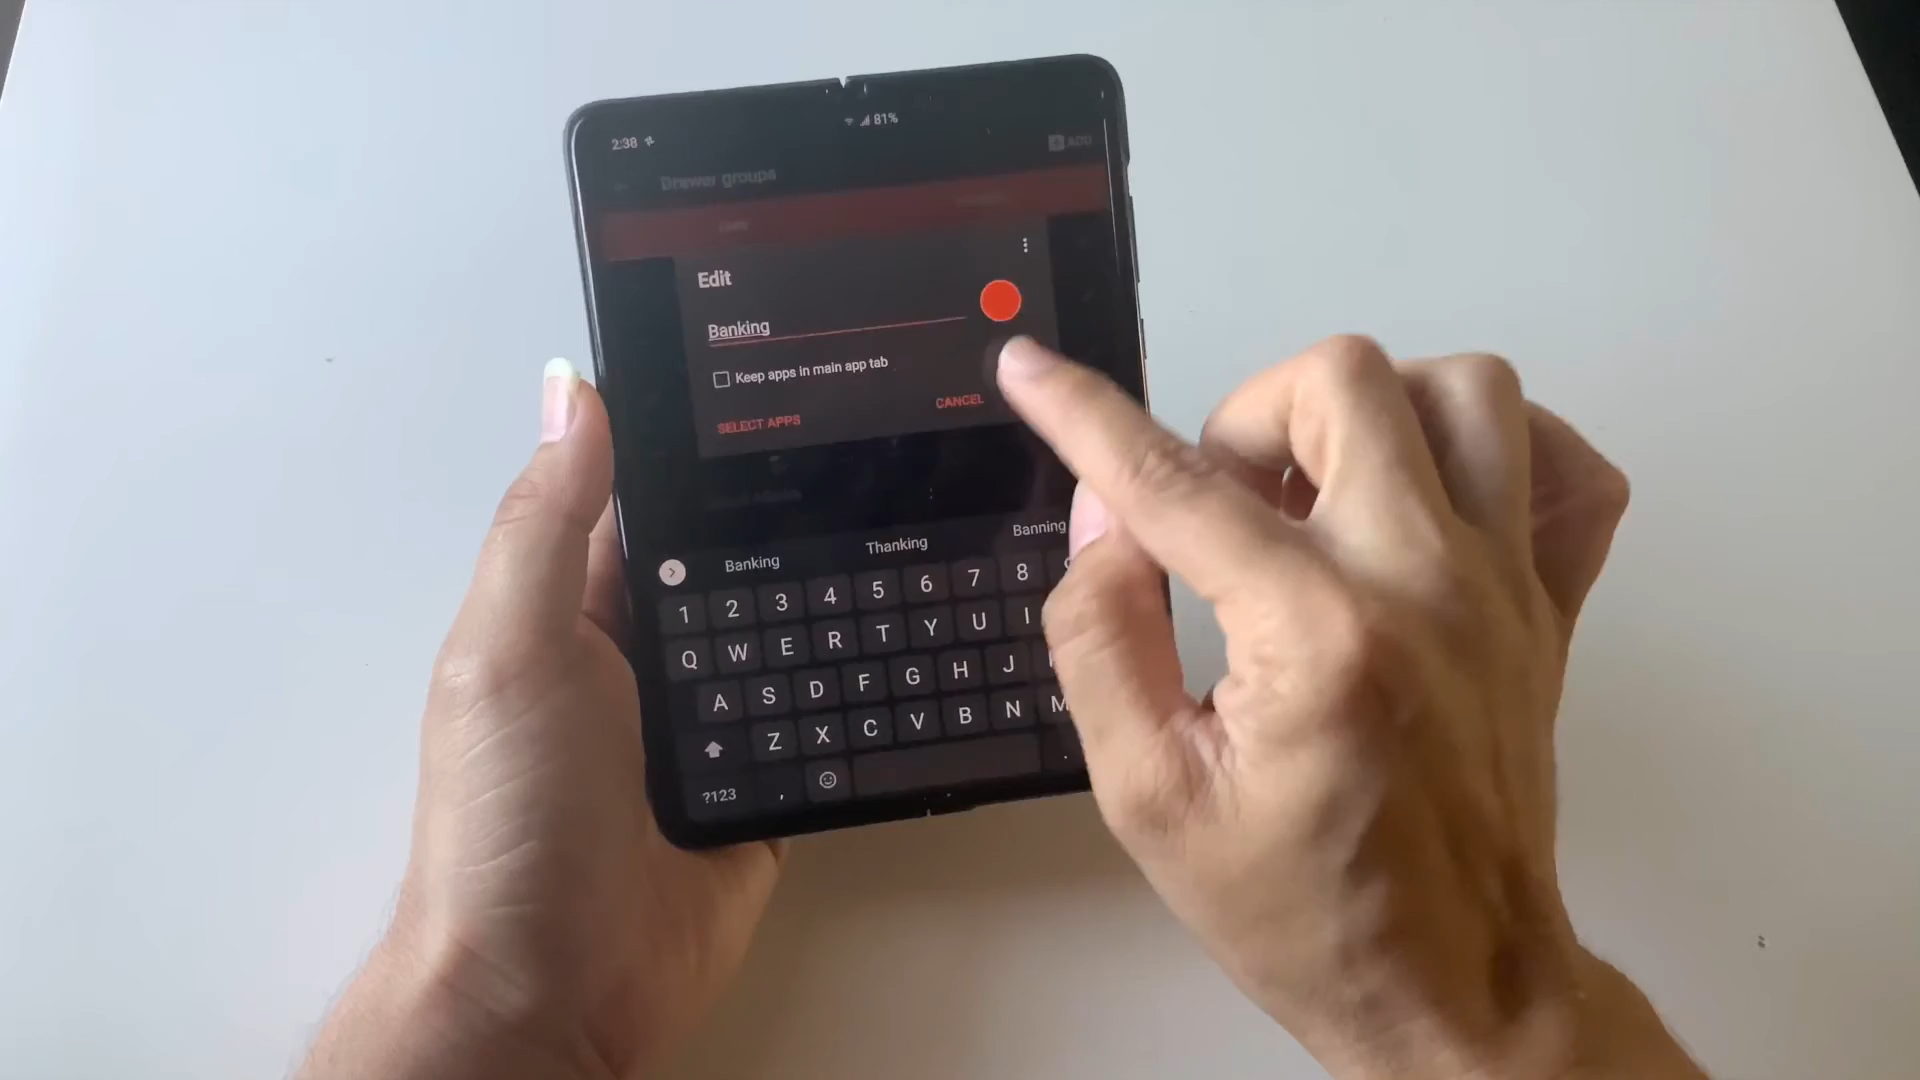 2:38
81%
ADD
Drawer groups
Edit
Banking
Keep apps in main app tab
SELECT APPS
CANCEL
Banking Thanking Banning
1 2 3 4 5 6 7 8
Q W E R T Y U I
A S D F G H J
Z X C V B N M
?123 , .